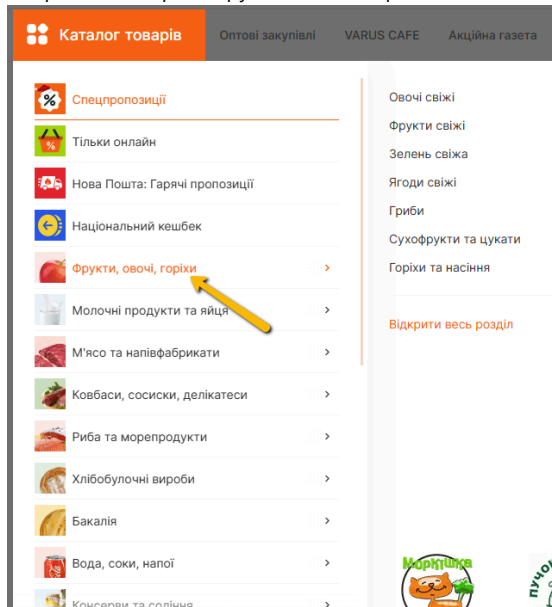 Каталог товарів
Оптові закупівлі
VARUS CAFE
Акційна газета
Спецпропозиції
Тільки онлайн
Нова Пошта: Гарячі пропозиції
Національний кешбек
Фрукти, овочі, горіхи
Молочні продукти та яйця
М'ясо та напівфабрикати
Ковбаси, сосиски, делікатеси
Риба та морепродукти
Хлібобулочні вироби
Бакалія
Вода, соки, напої
Консерви та соління
Овочі свіжі
Фрукти свіжі
Зелень свіжа
Ягоди свіжі
Гриби
Сухофрукти та цукати
Горіхи та насіння
Відкрити весь розділ
Моркішка